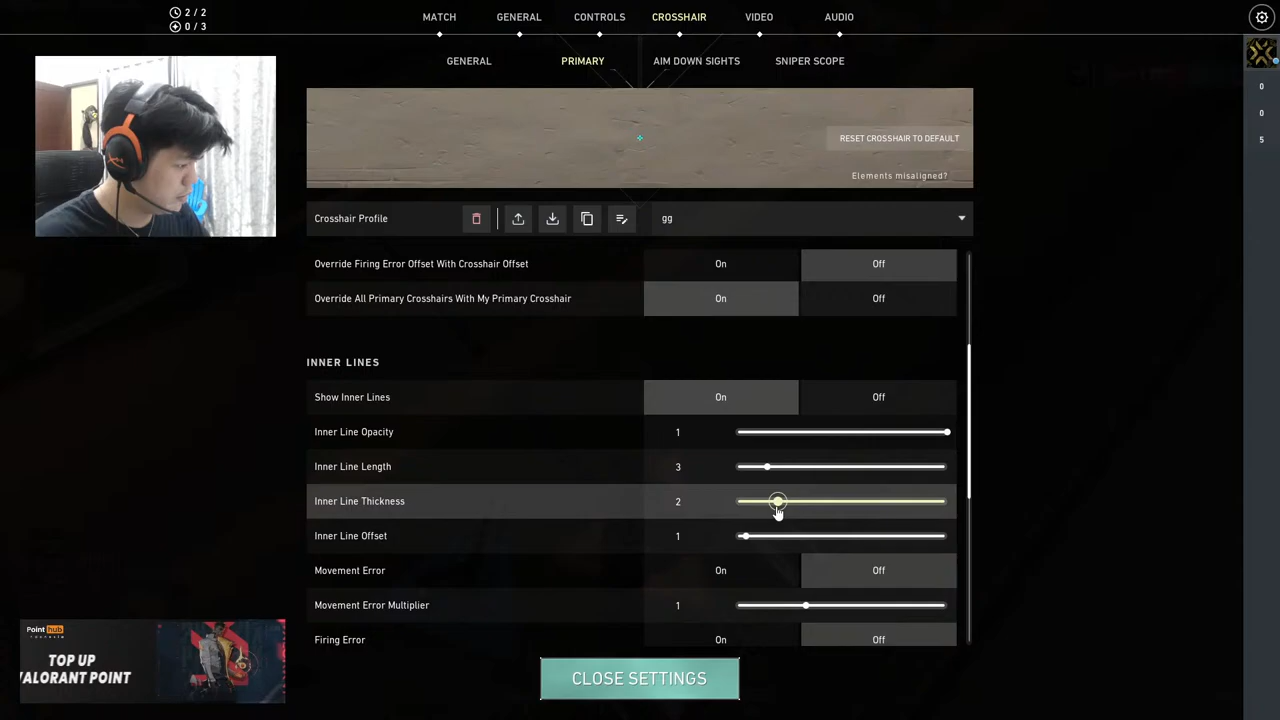 2 / 2
0 / 3
MATCH GENERAL CONTROLS CROSSHAIR VIDEO AUDIO
GENERAL PRIMARY AIM DOWN SIGHTS SNIPER SCOPE
RESET CROSSHAIR TO DEFAULT
Elements misaligned?
Crosshair Profile gg
Override Firing Error Offset With Crosshair Offset On Off
Override All Primary Crosshairs With My Primary Crosshair On Off
INNER LINES
Show Inner Lines On Off
Inner Line Opacity 1
Inner Line Length 3
Inner Line Thickness 2
Inner Line Offset 1
Movement Error On Off
Movement Error Multiplier 1
Firing Error On Off
CLOSE SETTINGS
0
0
5
Point hub
TOP UP
VALORANT POINT